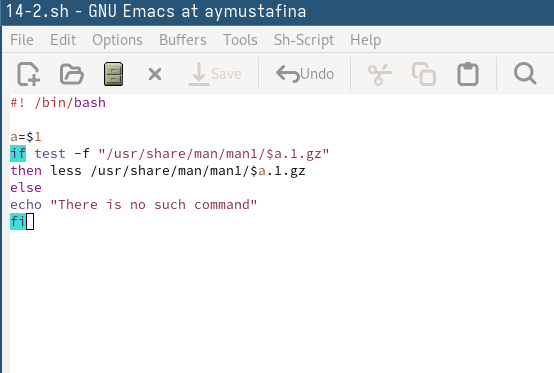 14-2.sh - GNU Emacs at aymustafina
File Edit Options Buffers Tools Sh-Script Help
Save Undo
#! /bin/bash
a=$1
if test -f "/usr/share/man/man1/$a.1.gz"
then less /usr/share/man/man1/$a.1.gz
else
echo "There is no such command"
fi